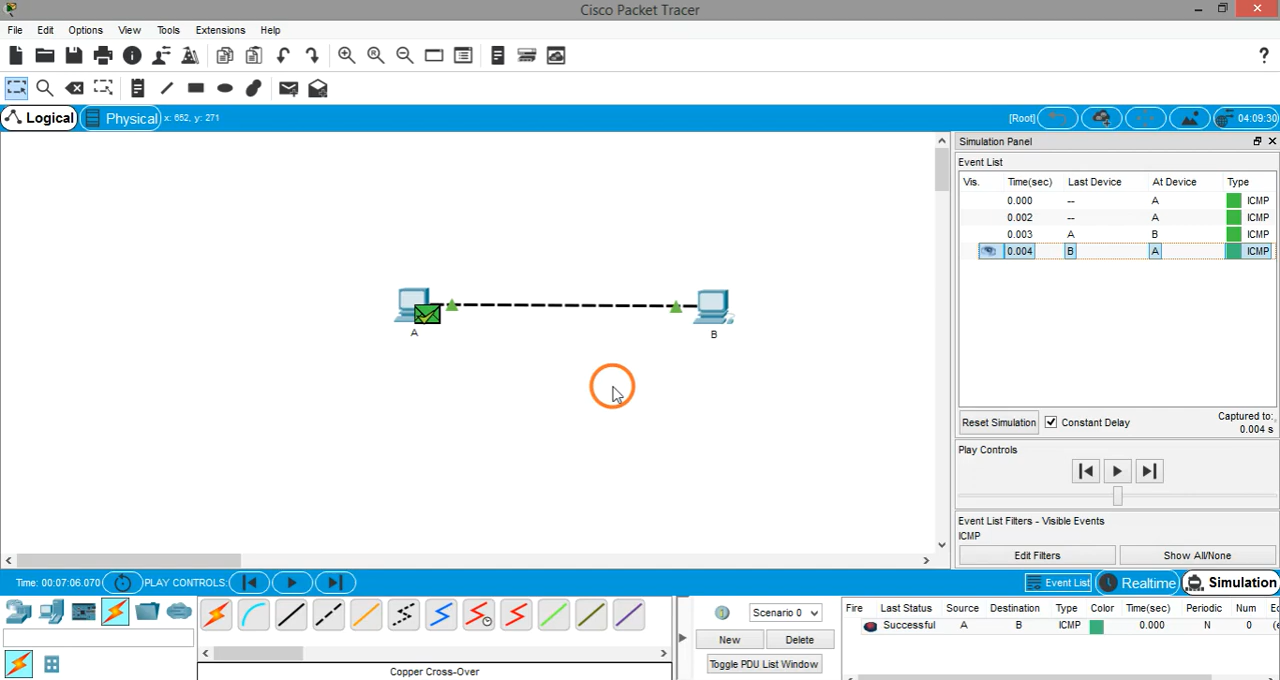 Cisco Packet Tracer
File Edit Options View Tools Extensions Help
?
Logical Physical x: 652, y: 271 [Root] 04:09:30
Simulation Panel
Event List
Vis. Time(sec) Last Device At Device Type
0.000 -- A ICMP
0.002 -- A ICMP
0.003 A B ICMP
0.004 B A ICMP
A B
Reset Simulation Constant Delay Captured to:
0.004 s
Play Controls
Event List Filters - Visible Events
ICMP
Edit Filters Show All/None
Time: 00:07:06.070 PLAY CONTROLS: Event List Realtime Simulation
Scenario 0
New Delete
Toggle PDU List Window
Fire Last Status Source Destination Type Color Time(sec) Periodic Num
Successful A B ICMP 0.000 N 0
Copper Cross-Over